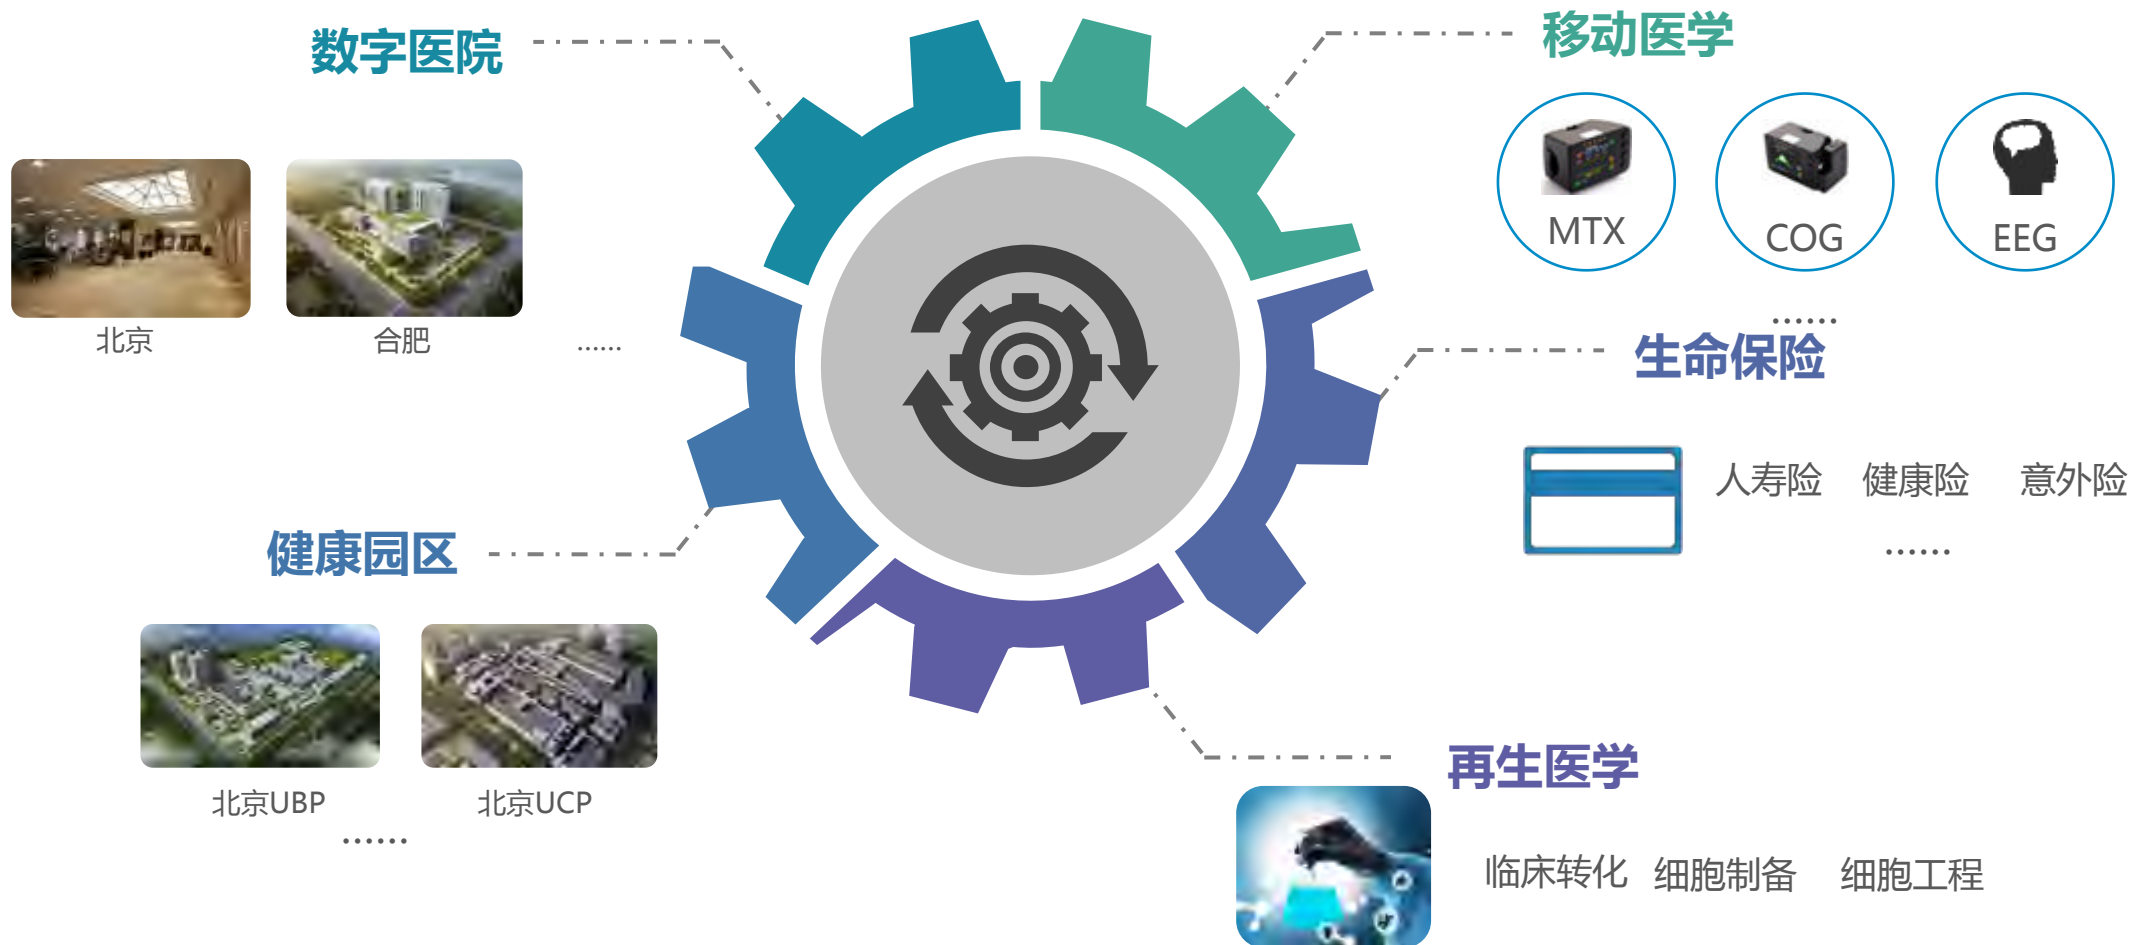 数字医院
北京
合肥
......
移动医学
MTX
COG
EEG
......
生命保险
人寿险 健康险 意外险
......
健康园区
北京UBP
北京UCP
......
再生医学
临床转化 细胞制备 细胞工程